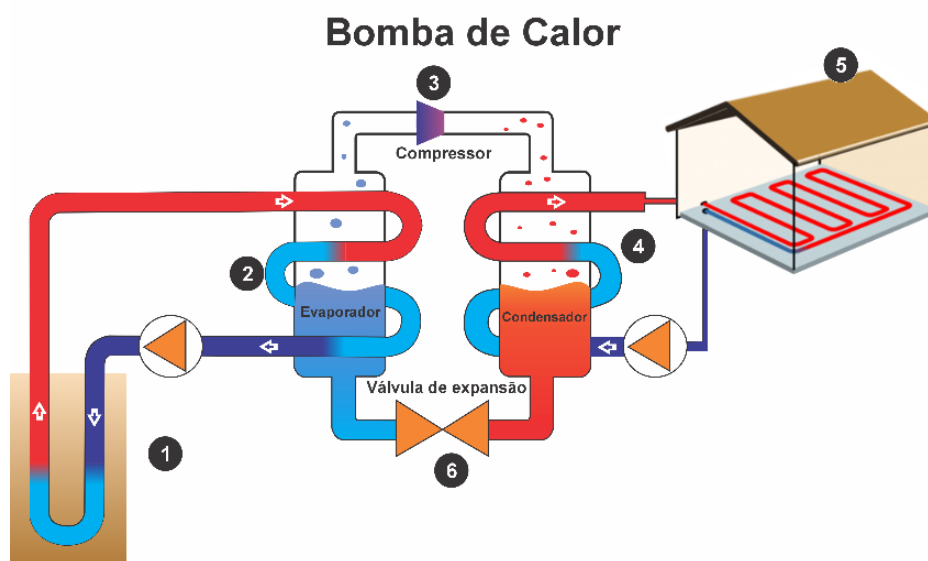 Bomba de Calor
3
5
Compressor
2
4
Evaporador
Condensador
Válvula de expansão
1
6